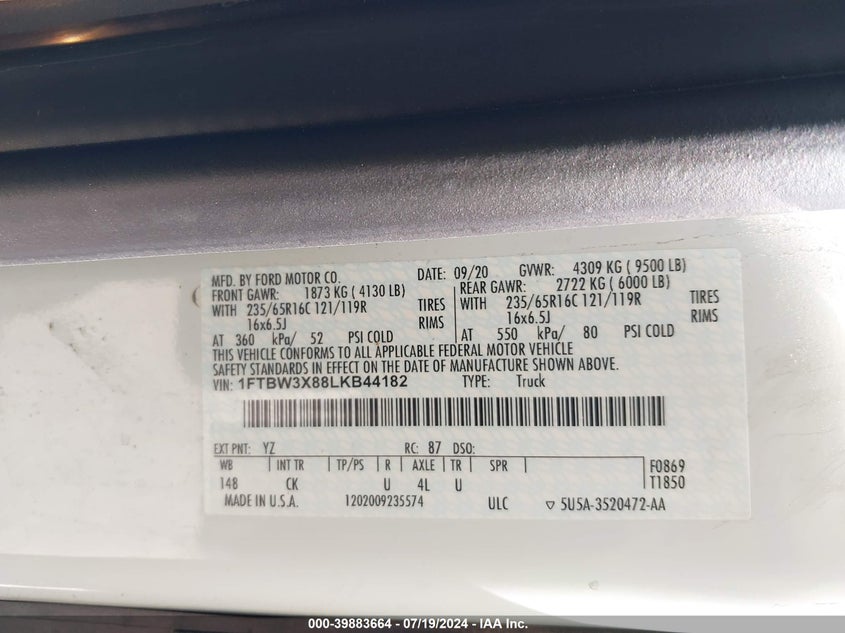 MFD. BY FORD MOTOR CO. DATE: 09/20 GVWR: 4309 KG ( 9500 LB)
FRONT GAWR: 1873 KG ( 4130 LB) REAR GAWR: 2722 KG ( 6000 LB)
WITH 235/65R16C 121/119R TIRES WITH 235/65R16C 121/119R TIRES
16x6.5J RIMS 16x6.5J RIMS
AT 360 kPa/ 52 PSI COLD AT 550 kPa/ 80 PSI COLD
THIS VEHICLE CONFORMS TO ALL APPLICABLE FEDERAL MOTOR VEHICLE
SAFETY STANDARDS IN EFFECT ON THE DATE OF MANUFACTURE SHOWN ABOVE.
VIN: 1FTBW3X88LKB44182 TYPE: Truck
EXT PNT: YZ RC: 87 DSO:
WB INT TR TP/PS R AXLE TR SPR F0869
148 CK U 4L U T1850
MADE IN U.S.A. 1202009235574 ULC ▽ 5U5A-3520472-AA
000-39883664 - 07/19/2024 - IAA Inc.